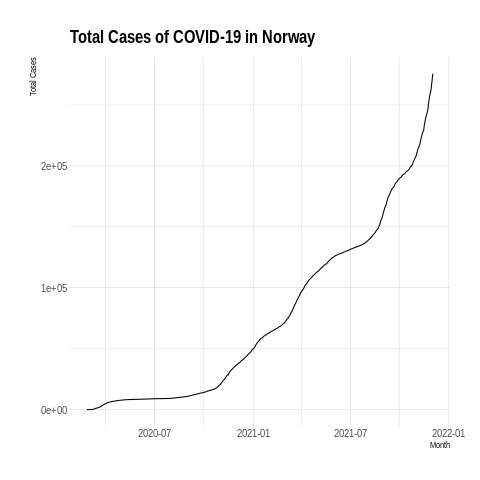 Total Cases of COVID-19 in Norway
Total Cases
2e+05
1e+05
0e+00
2020-07 2021-01 2021-07 2022-01
Month